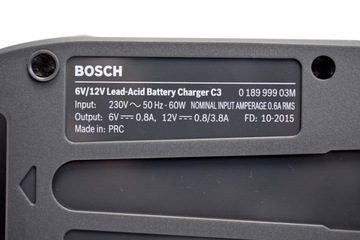 BOSCH
6V/12V Lead-Acid Battery Charger C3 0 189 999 03M
Input: 230V ~ 50 Hz - 60W NOMINAL INPUT AMPERAGE 0.6A RMS
Output: 6V ⎓ 0.8A, 12V ⎓ 0.8/3.8A FD: 10-2015
Made in: PRC